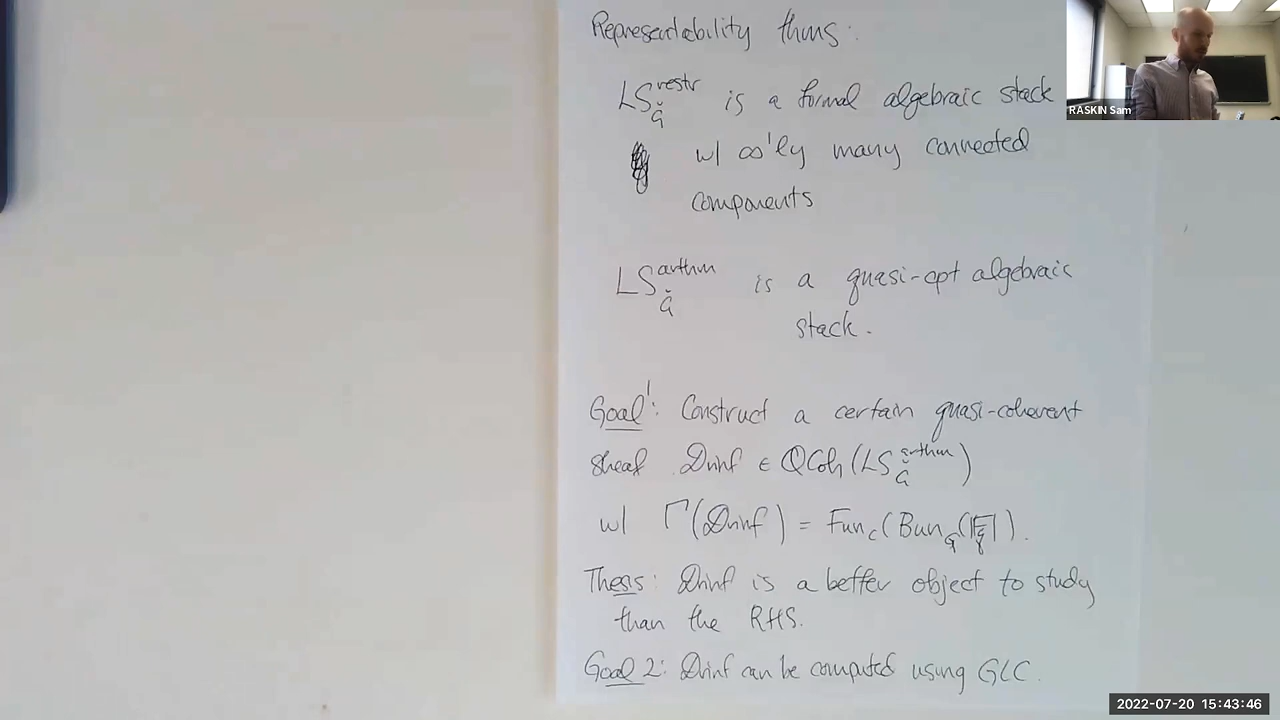 Representability thms:
LS^{restr}_{Ğ} is a formal algebraic stack
w/ ∞'ly many connected
components
LS^{arthm}_{Ğ} is a quasi-cpt algebraic
stack.
Goal 1: Construct a certain quasi-coherent
sheaf Drinf ∈ QCoh(LS^{arthm}_{Ğ})
w/ Γ(Drinf) = Fun_c(Bun_G(𝔽_q)).
Thesis: Drinf is a better object to study
than the RHS.
Goal 2: Drinf can be computed using GLC.
RASKIN Sam
2022-07-20 15:43:46